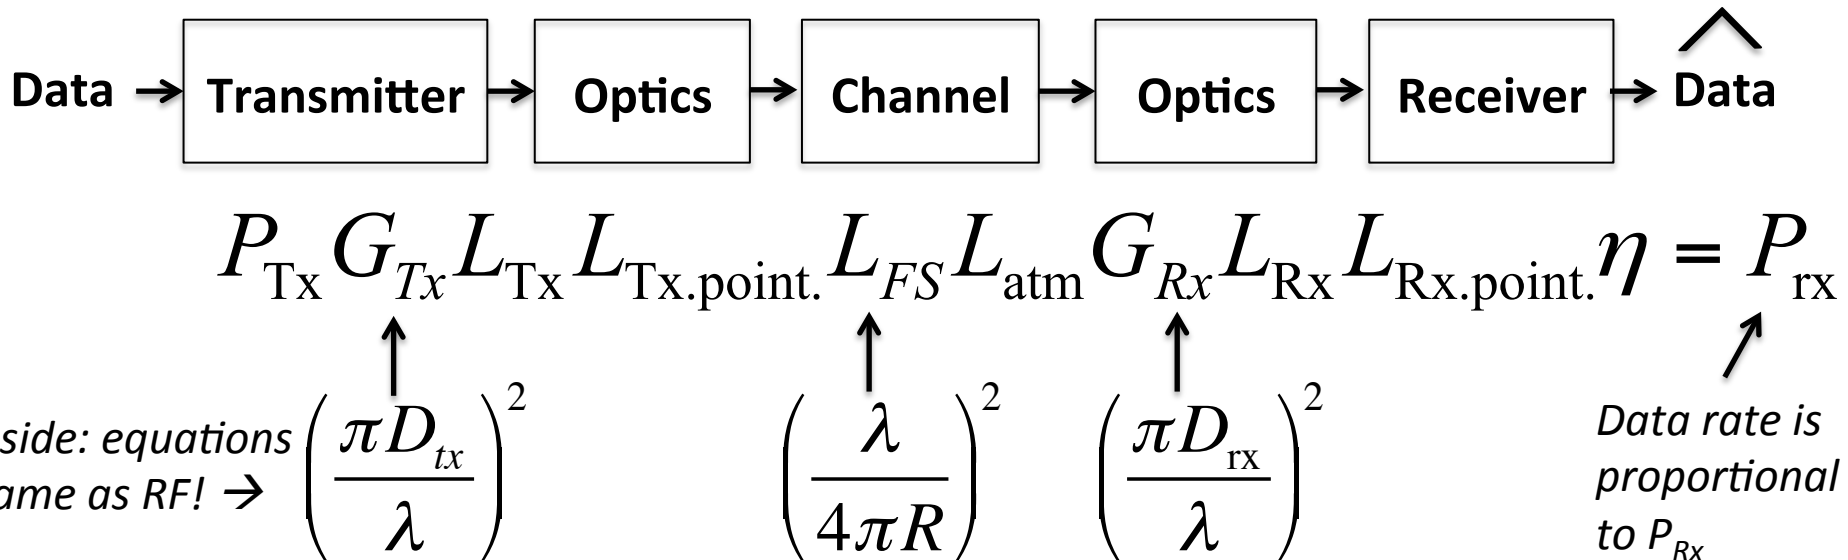 Data → Transmitter → Optics → Channel → Optics → Receiver → Data
P_Tx G_Tx L_Tx L_Tx.point. L_FS L_atm G_Rx L_Rx L_Rx.point. η = P_rx
side: equations
ame as RF! →
(πD_tx / λ)^2
(λ / 4πR)^2
(πD_rx / λ)^2
Data rate is
proportional
to P_Rx